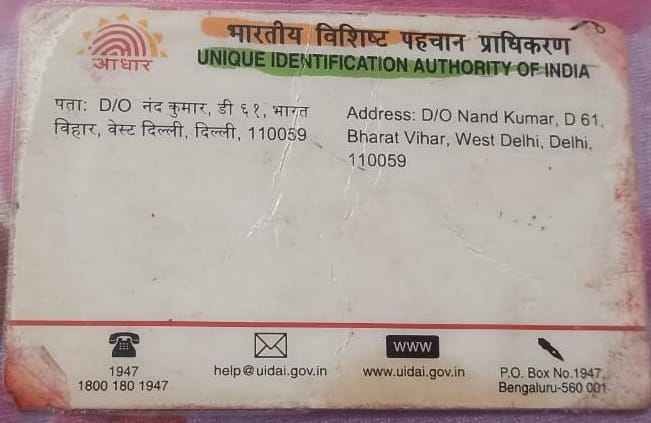 आधार
भारतीय विशिष्ट पहचान प्राधिकरण
UNIQUE IDENTIFICATION AUTHORITY OF INDIA
पता: D/O नंद कुमार, डी ६१, भारत
विहार, वेस्ट दिल्ली, दिल्ली, 110059
Address: D/O Nand Kumar, D 61,
Bharat Vihar, West Delhi, Delhi,
110059
1947
1800 180 1947
help@uidai.gov.in
www
www.uidai.gov.in
P.O. Box No.1947,
Bengaluru-560 001